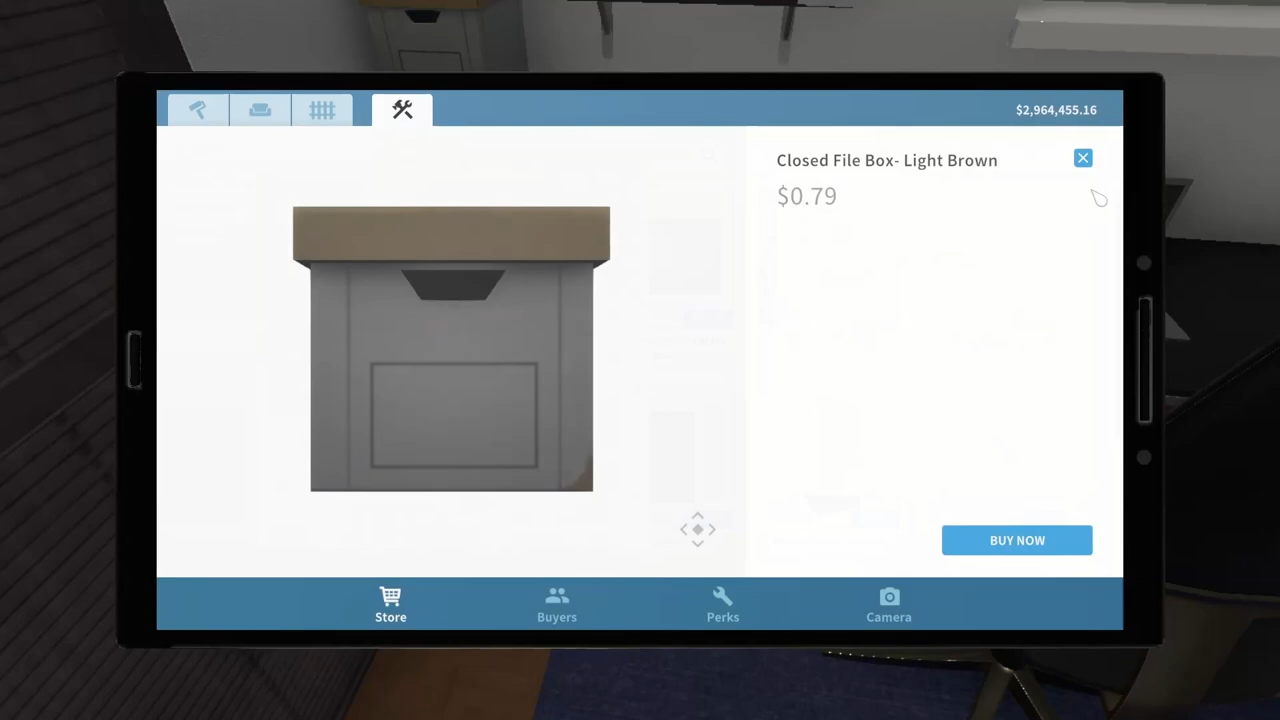 $2,964,455.16
Closed File Box- Light Brown
$0.79
BUY NOW
Store
Buyers
Perks
Camera